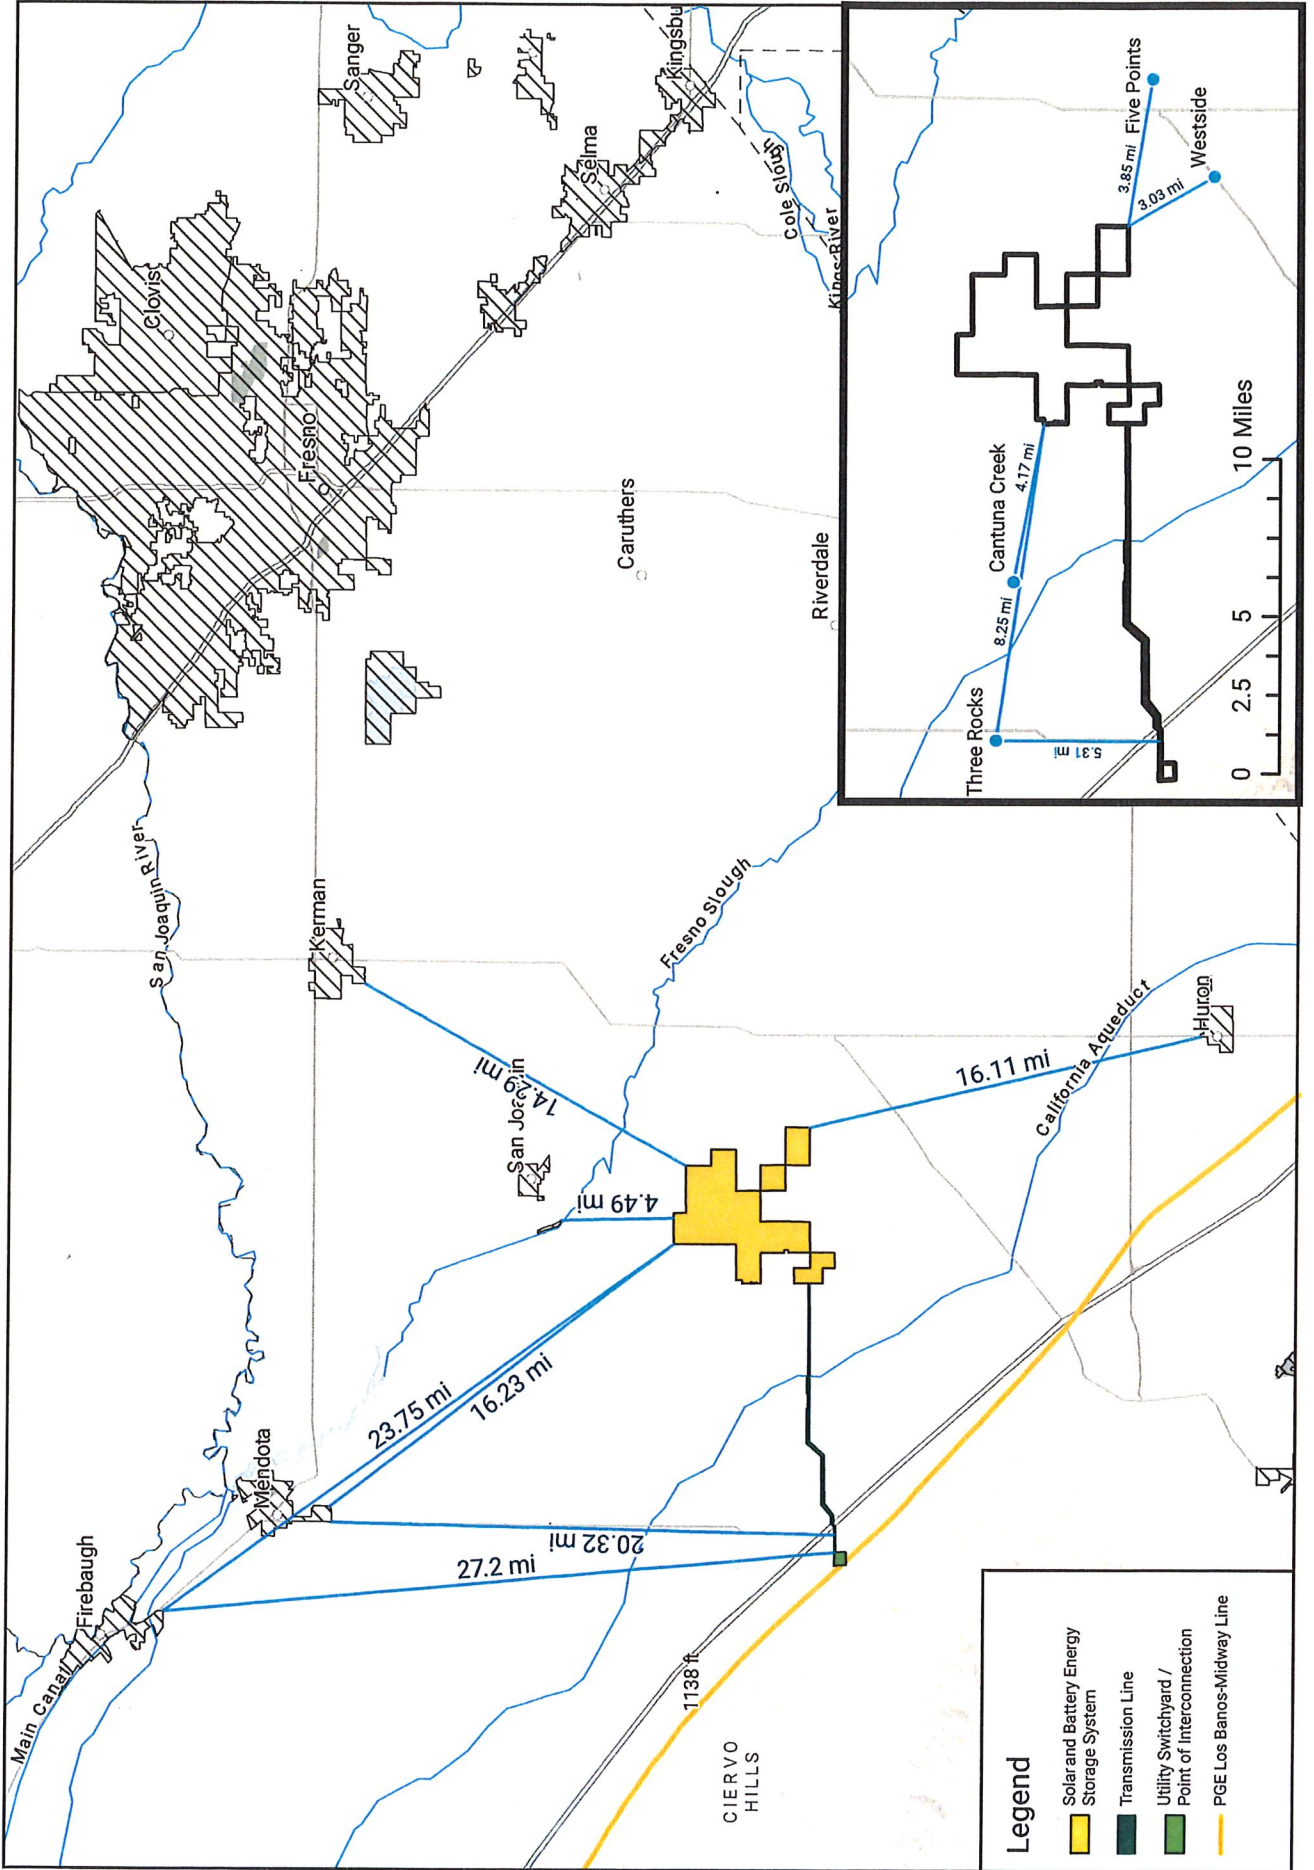 Main Canal
Firebaugh
Mendota
San Joaquin River
Kerman
Fresno
Clovis
Sanger
Selma
Kingsbu
Cole Slough
Kings River
Caruthers
Riverdale
Fresno Slough
14.29 mi
4.49 mi
23.75 mi
16.23 mi
20.32 mi
27.2 mi
16.11 mi
California Aqueduct
Huron
1138 ft
CIERVO
HILLS
Three Rocks
Cantuna Creek
Five Points
Westside
8.25 mi
4.17 mi
3.85 mi
3.03 mi
5.31 mi
0 2.5 5 10 Miles
Legend
Solar and Battery Energy
Storage System
Transmission Line
Utility Switchyard /
Point of Interconnection
PGE Los Banos-Midway Line